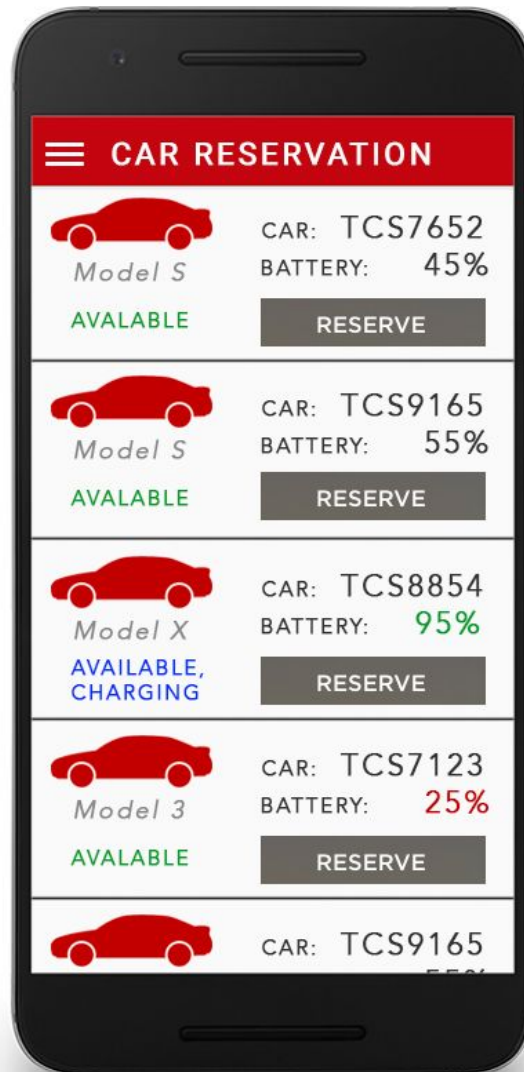 CAR RESERVATION
CAR: TCS7652
Model S
BATTERY: 45%
AVALABLE
RESERVE
CAR: TCS9165
Model S
BATTERY: 55%
AVALABLE
RESERVE
CAR: TCS8854
Model X
BATTERY: 95%
AVAILABLE,
CHARGING
RESERVE
CAR: TCS7123
Model 3
BATTERY: 25%
AVALABLE
RESERVE
CAR: TCS9165